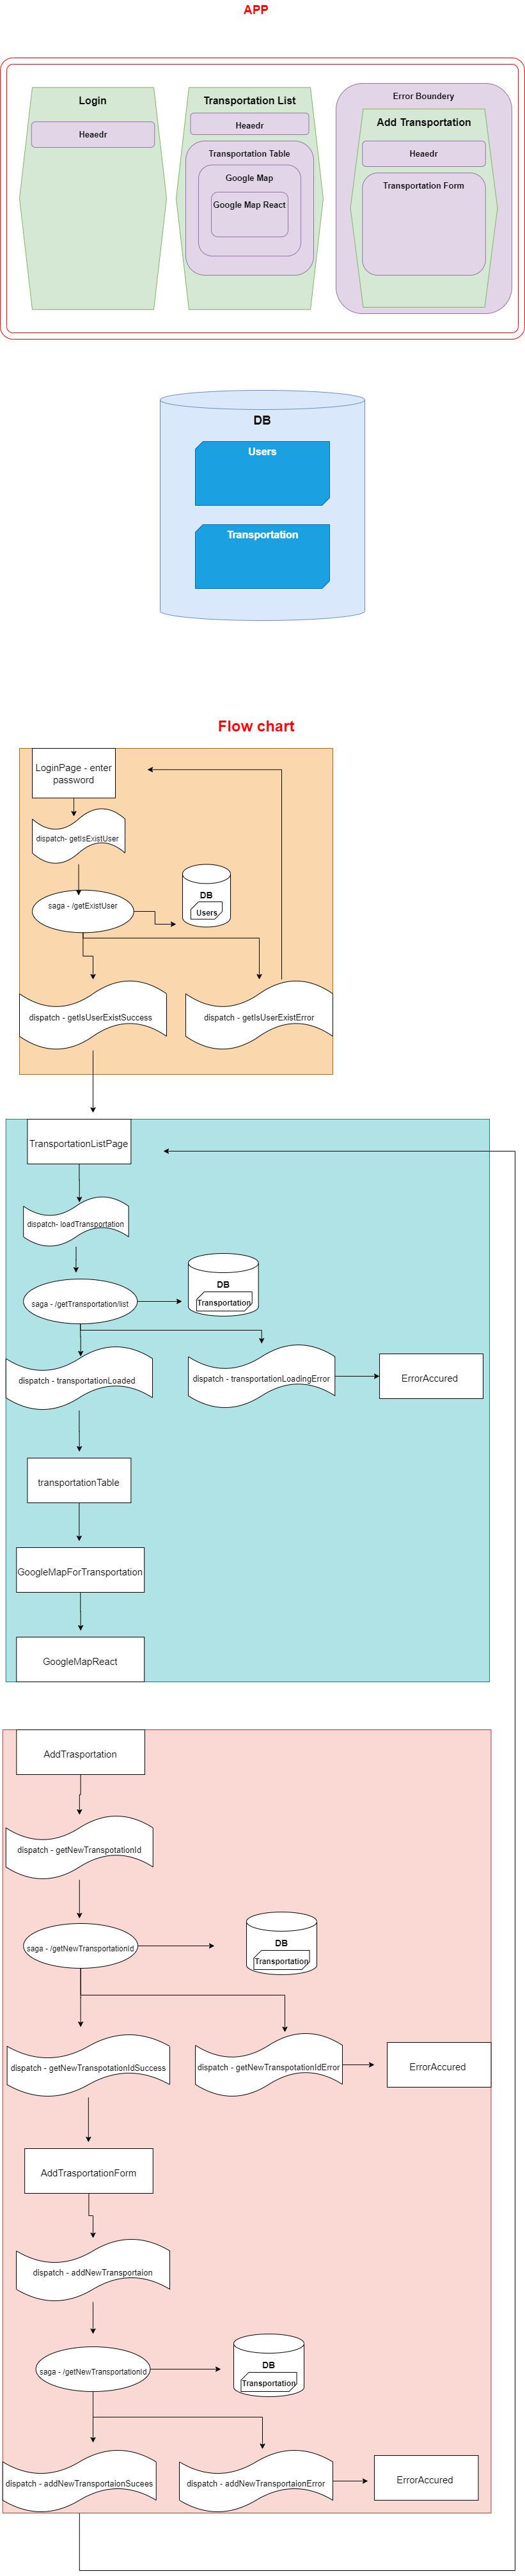 APP
Login
Heaedr
Transportation List
Heaedr
Transportation Table
Google Map
Google Map React
Error Boundery
Add Transportation
Heaedr
Transportation Form
DB
Users
Transportation
Flow chart
LoginPage - enter
password
dispatch- getIsExistUser
saga - /getExistUser
DB
Users
dispatch - getIsUserExistSuccess
dispatch - getIsUserExistError
TransportationListPage
dispatch- loadTransportation
saga - /getTransportation/list
DB
Transportation
dispatch - transportationLoaded
dispatch - transportationLoadingError
ErrorAccured
transportationTable
GoogleMapForTransportation
GoogleMapReact
AddTrasportation
dispatch - getNewTranspotationId
saga - /getNewTransportationId
DB
Transportation
dispatch - getNewTranspotationIdSuccess
dispatch - getNewTranspotationIdError
ErrorAccured
AddTrasportationForm
dispatch - addNewTransportaion
saga - /getNewTransportationId
DB
Transportation
dispatch - addNewTransportaionSucees
dispatch - addNewTransportaionError
ErrorAccured